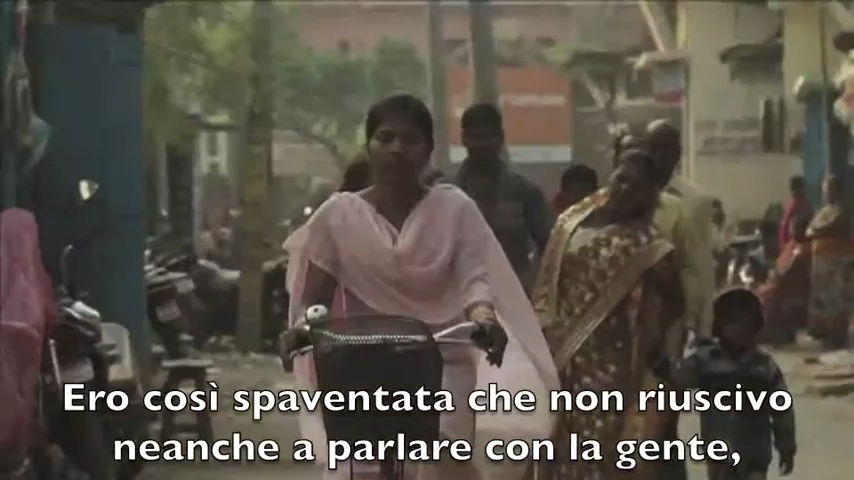 Ero così spaventata che non riuscivo
neanche a parlare con la gente,